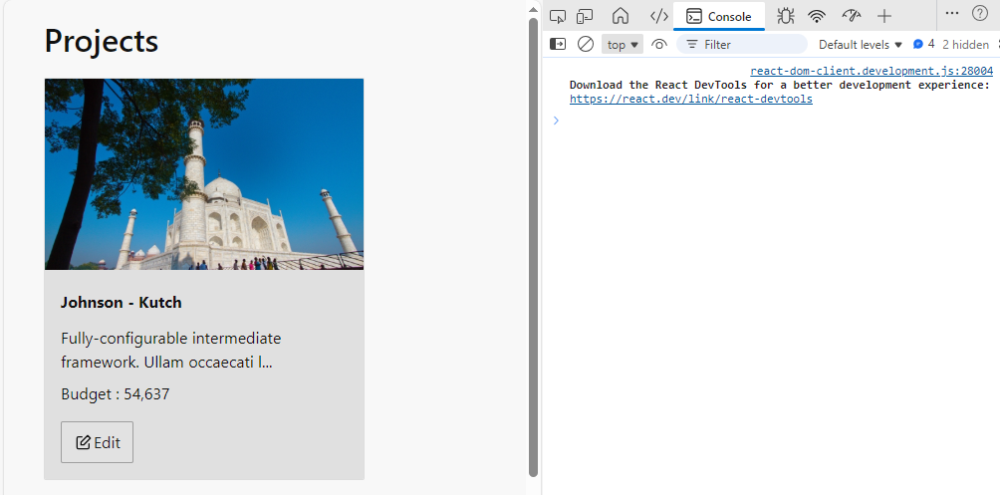 Projects
Johnson - Kutch
Fully-configurable intermediate
framework. Ullam occaecati l...
Budget : 54,637
Edit
Console
top
Filter
Default levels
4
2 hidden
react-dom-client.development.js:28004
Download the React DevTools for a better development experience:
https://react.dev/link/react-devtools